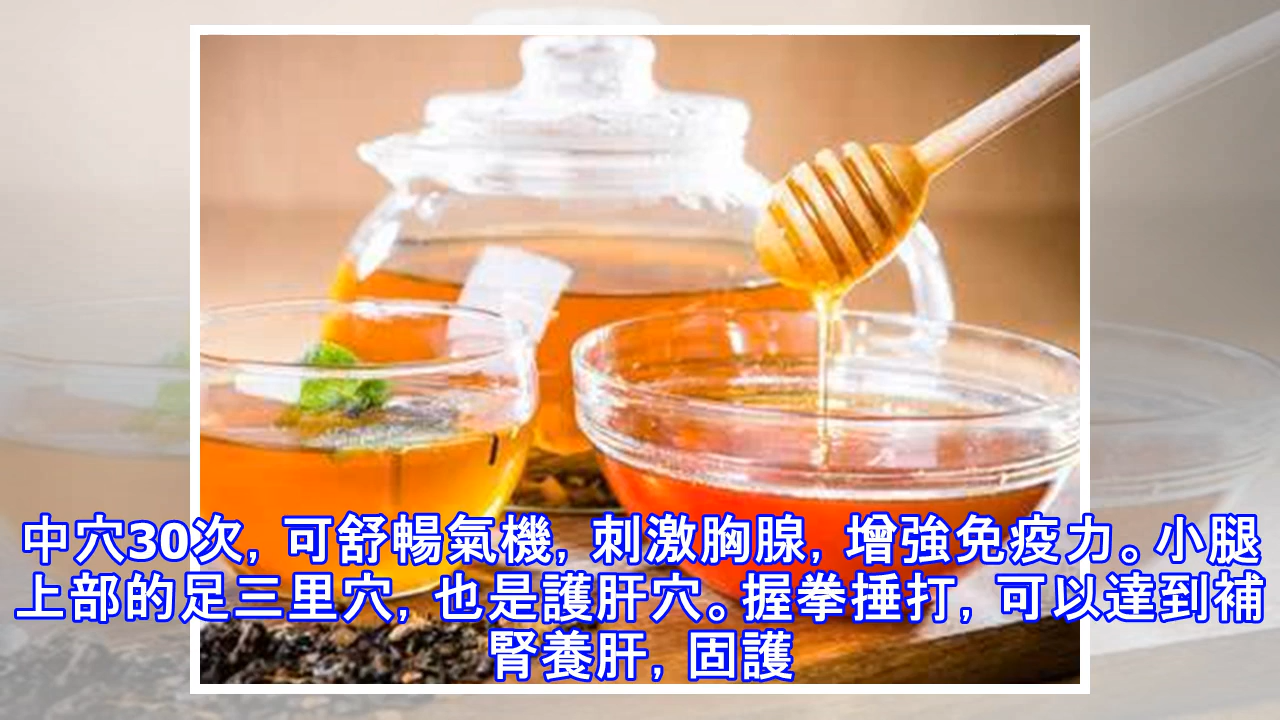 中穴30次, 可舒暢氣機, 刺激胸腺, 增強免疫力。小腿
上部的足三里穴, 也是護肝穴。握拳捶打, 可以達到補
腎養肝, 固護